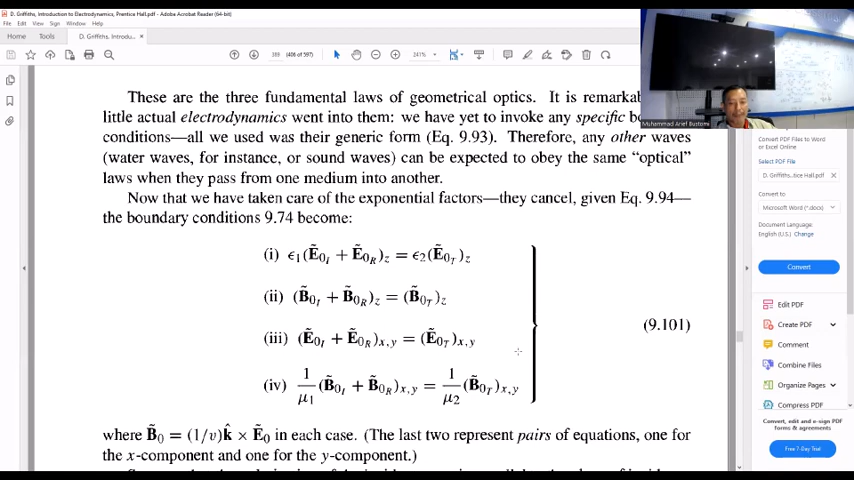 D. Griffiths, Introduction to Electrodynamics, Prentice Hall.pdf - Adobe Acrobat Reader (64-bit)
File Edit View Sign Window Help
Home Tools D. Griffiths, Introdu... ×
389 (406 of 597) 241%
These are the three fundamental laws of geometrical optics. It is remarkab
little actual electrodynamics went into them: we have yet to invoke any specific bo
conditions—all we used was their generic form (Eq. 9.93). Therefore, any other waves
(water waves, for instance, or sound waves) can be expected to obey the same “optical”
laws when they pass from one medium into another.
Now that we have taken care of the exponential factors—they cancel, given Eq. 9.94—
the boundary conditions 9.74 become:
(i) ϵ₁(Ẽ₀I + Ẽ₀R)z = ϵ₂(Ẽ₀T)z
(ii) (B̃₀I + B̃₀R)z = (B̃₀T)z
(iii) (Ẽ₀I + Ẽ₀R)x,y = (Ẽ₀T)x,y
(iv) 1/μ₁ (B̃₀I + B̃₀R)x,y = 1/μ₂ (B̃₀T)x,y
(9.101)
where B̃₀ = (1/v)k̂ × Ẽ₀ in each case. (The last two represent pairs of equations, one for
the x-component and one for the y-component.)
Muhammad Arief Bustomi
Convert PDF Files to Word
or Excel Online
Select PDF File
D. Griffiths...tice Hall.pdf ×
Convert to
Microsoft Word (*.docx)
Document Language:
English (U.S.) Change
Convert
Edit PDF
Create PDF
Comment
Combine Files
Organize Pages
Compress PDF
Convert, edit and e-sign PDF
forms & agreements
Free 7-Day Trial